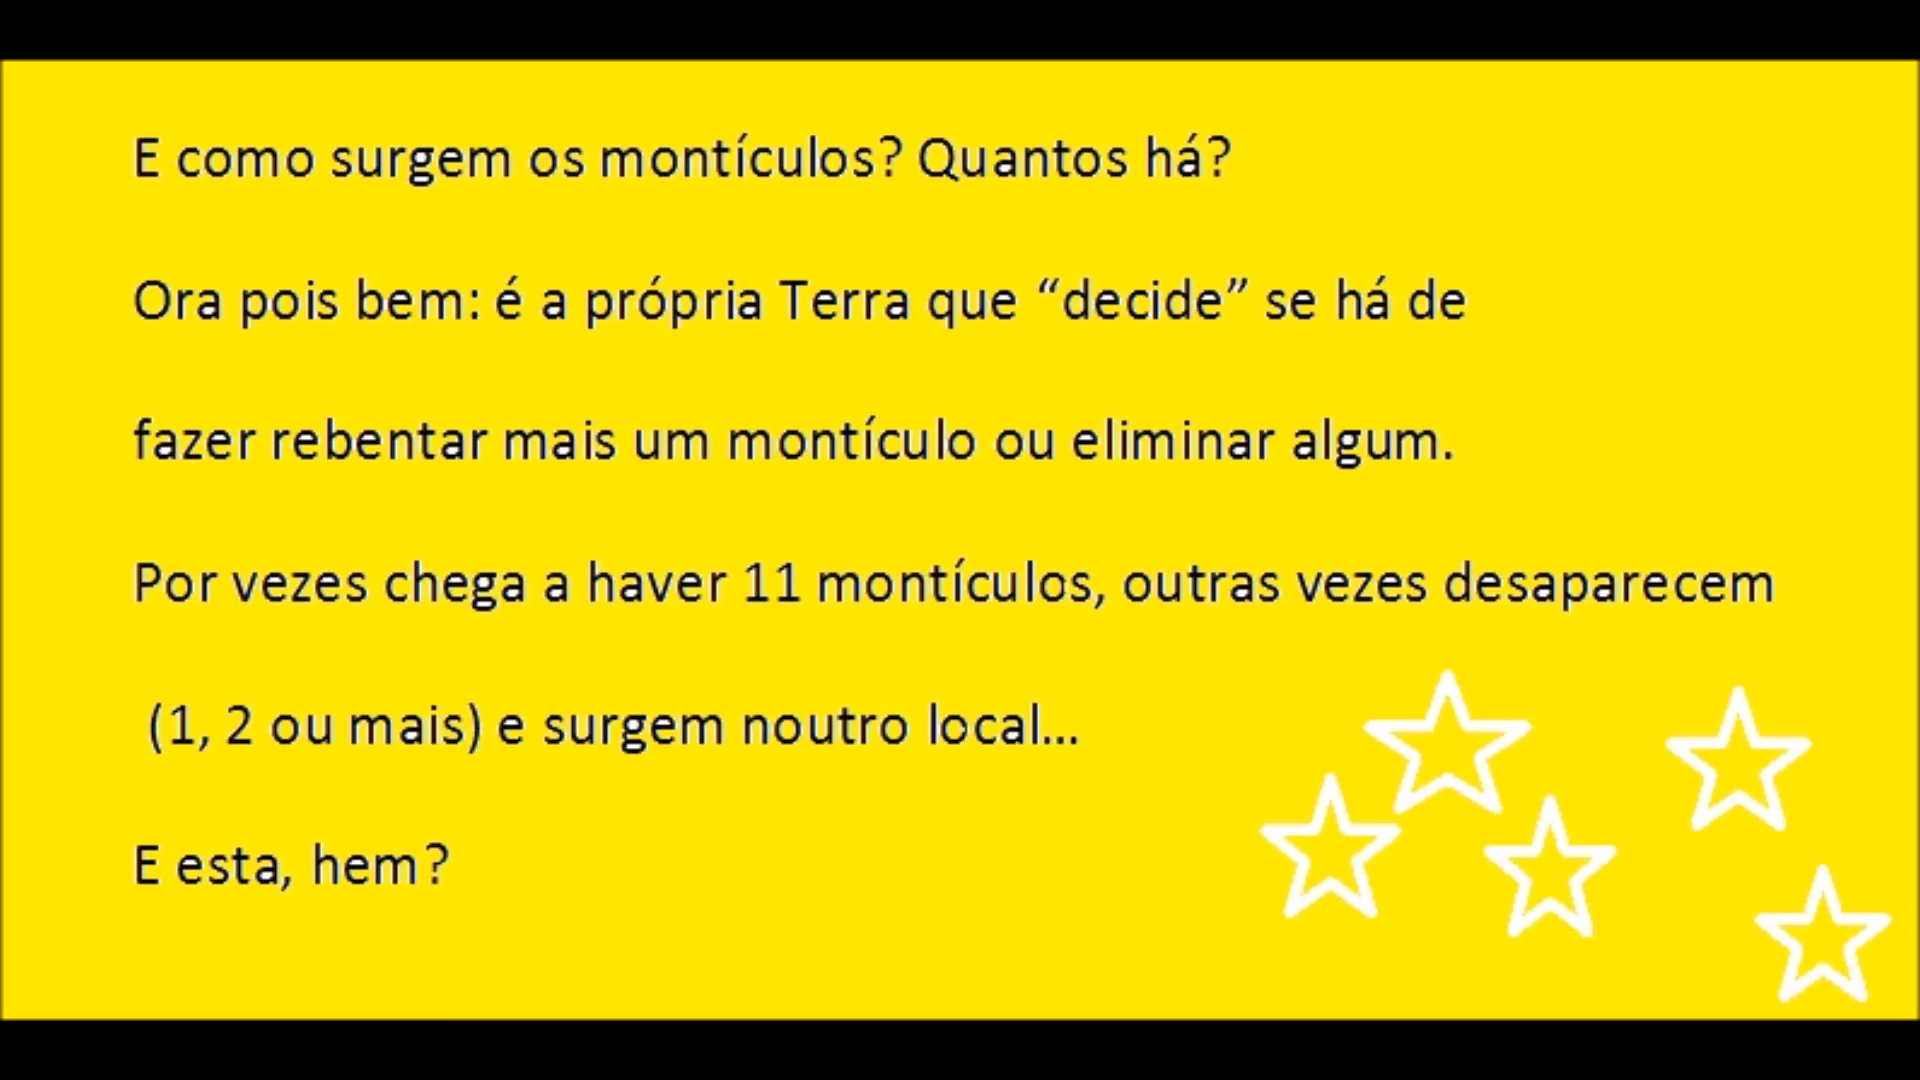 E como surgem os montículos? Quantos há?
Ora pois bem: é a própria Terra que “decide” se há de
fazer rebentar mais um montículo ou eliminar algum.
Por vezes chega a haver 11 montículos, outras vezes desaparecem
(1, 2 ou mais) e surgem noutro local...
E esta, hem?